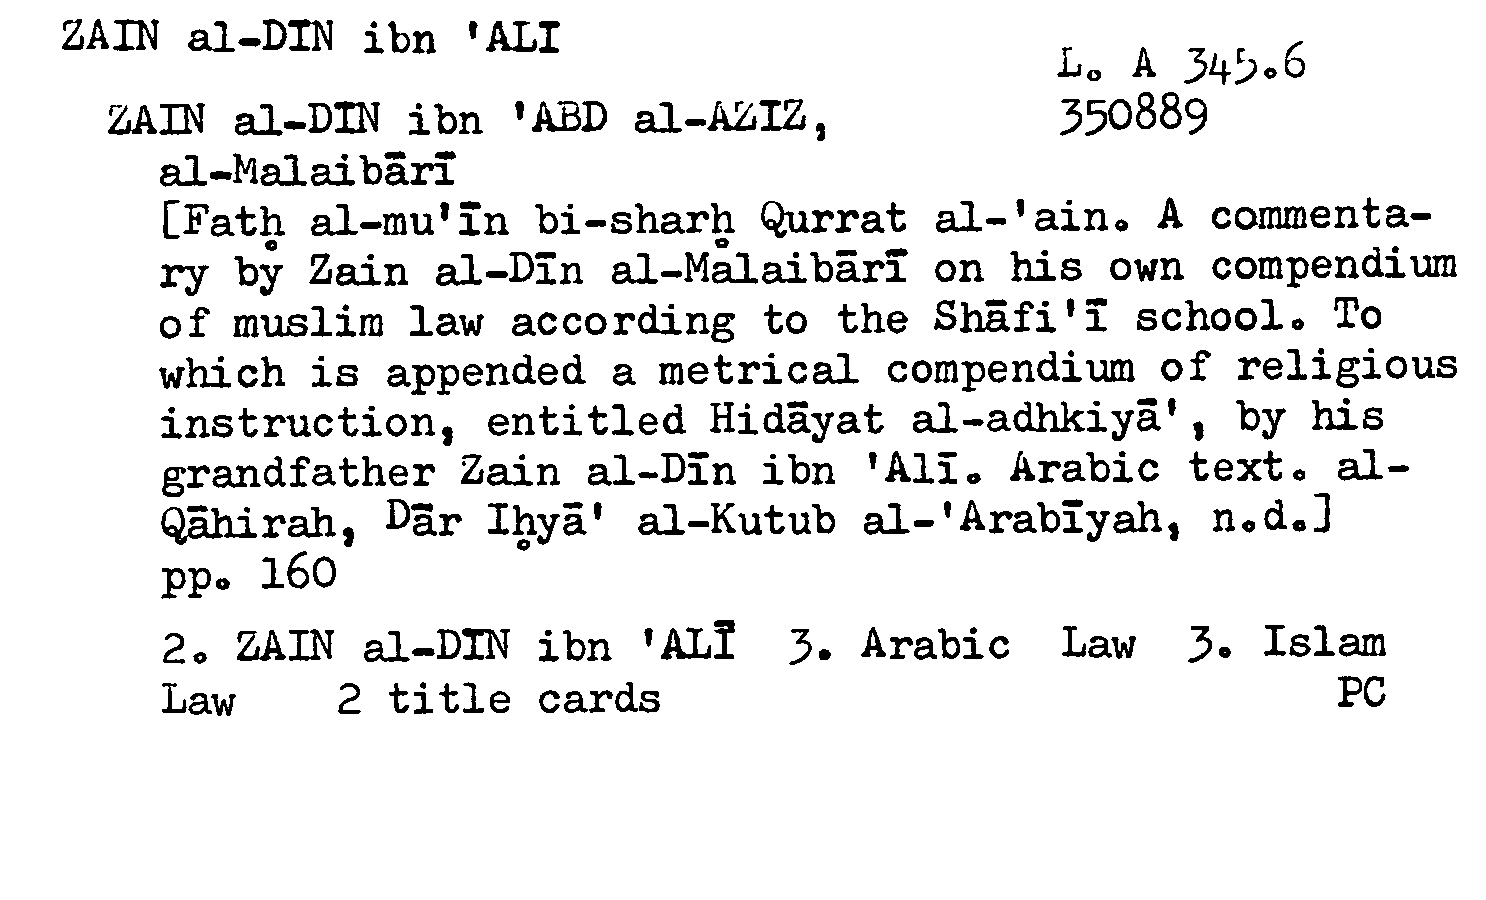 ZAIN al-DIN ibn 'ALI
L. A 345.6
ZAIN al-DIN ibn 'ABD al-AZIZ,
350889
al-Malaibārī
[Fatḥ al-mu'īn bi-sharḥ Qurrat al-'ain. A commenta-
ry by Zain al-Dīn al-Malaibārī on his own compendium
of muslim law according to the Shāfi'ī school. To
which is appended a metrical compendium of religious
instruction, entitled Hidāyat al-adhkiyā', by his
grandfather Zain al-Dīn ibn 'Alī. Arabic text. al-
Qāhirah, Dār Iḥyā' al-Kutub al-'Arabīyah, n.d.]
pp. 160
2. ZAIN al-DĪN ibn 'ALĪ 3. Arabic Law 3. Islam
Law 2 title cards PC